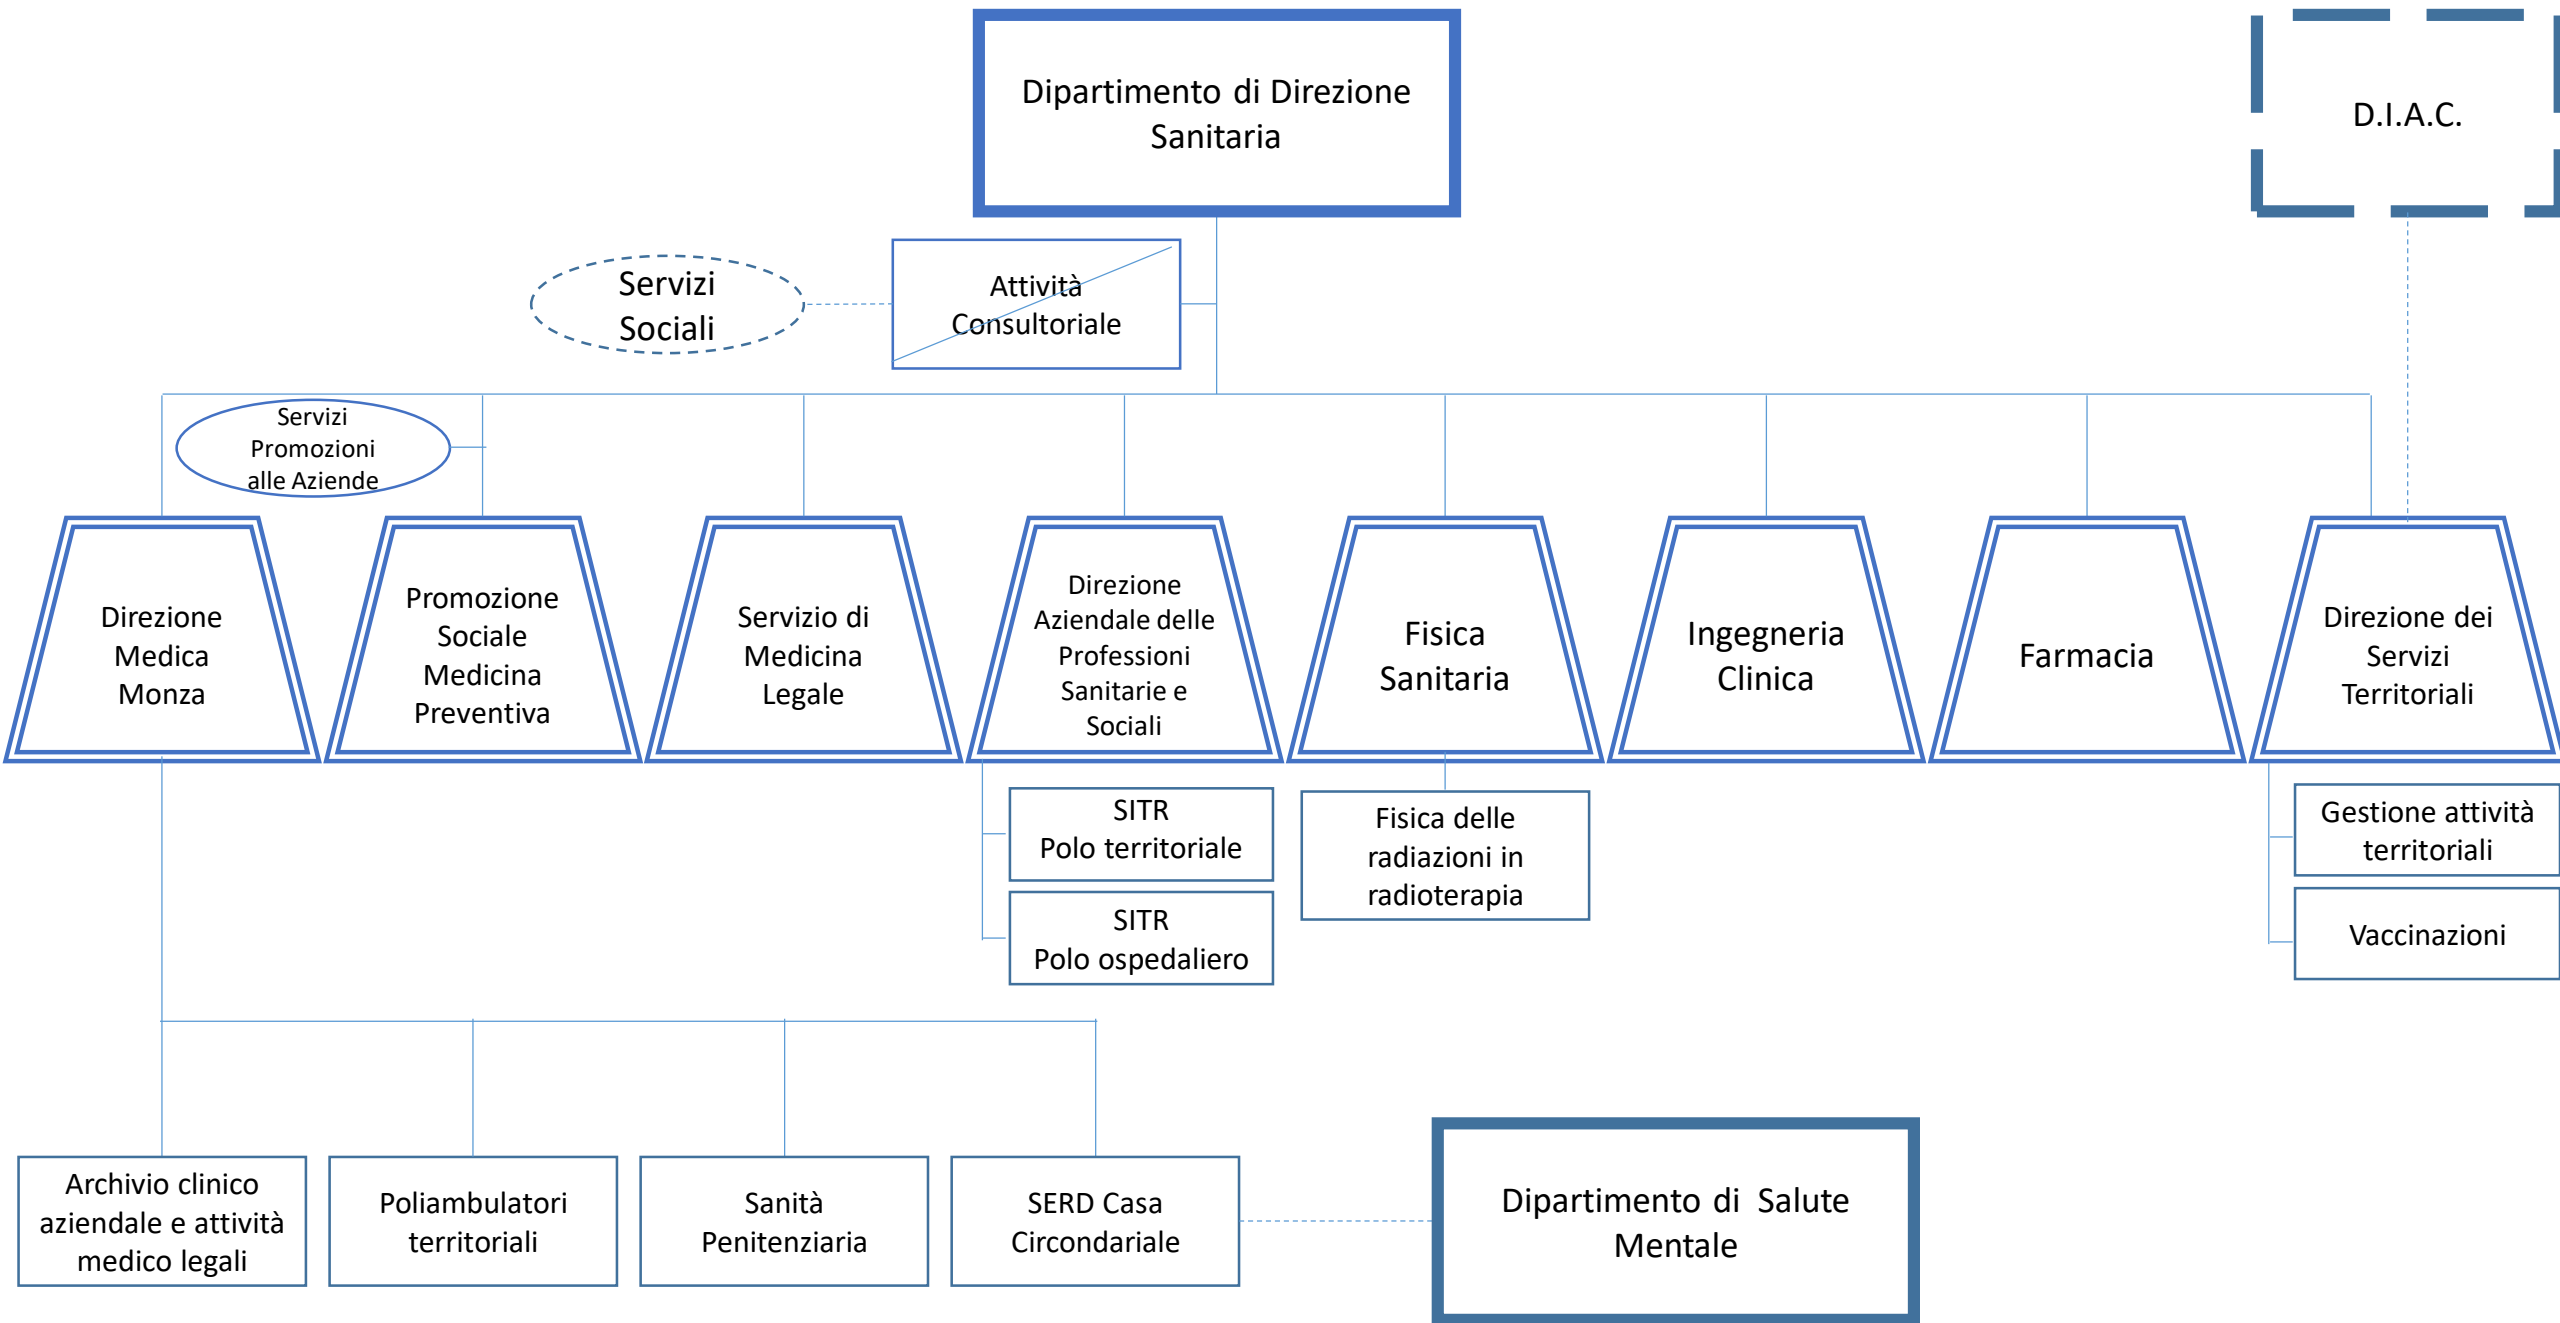 Dipartimento di Direzione
Sanitaria
D.I.A.C.
Servizi
Sociali
Attività
Consultoriale
Servizi
Promozioni
alle Aziende
Direzione
Medica
Monza
Promozione
Sociale
Medicina
Preventiva
Servizio di
Medicina
Legale
Direzione
Aziendale delle
Professioni
Sanitarie e
Sociali
Fisica
Sanitaria
Ingegneria
Clinica
Farmacia
Direzione dei
Servizi
Territoriali
SITR
Polo territoriale
SITR
Polo ospedaliero
Fisica delle
radiazioni in
radioterapia
Gestione attività
territoriali
Vaccinazioni
Archivio clinico
aziendale e attività
medico legali
Poliambulatori
territoriali
Sanità
Penitenziaria
SERD Casa
Circondariale
Dipartimento di Salute
Mentale